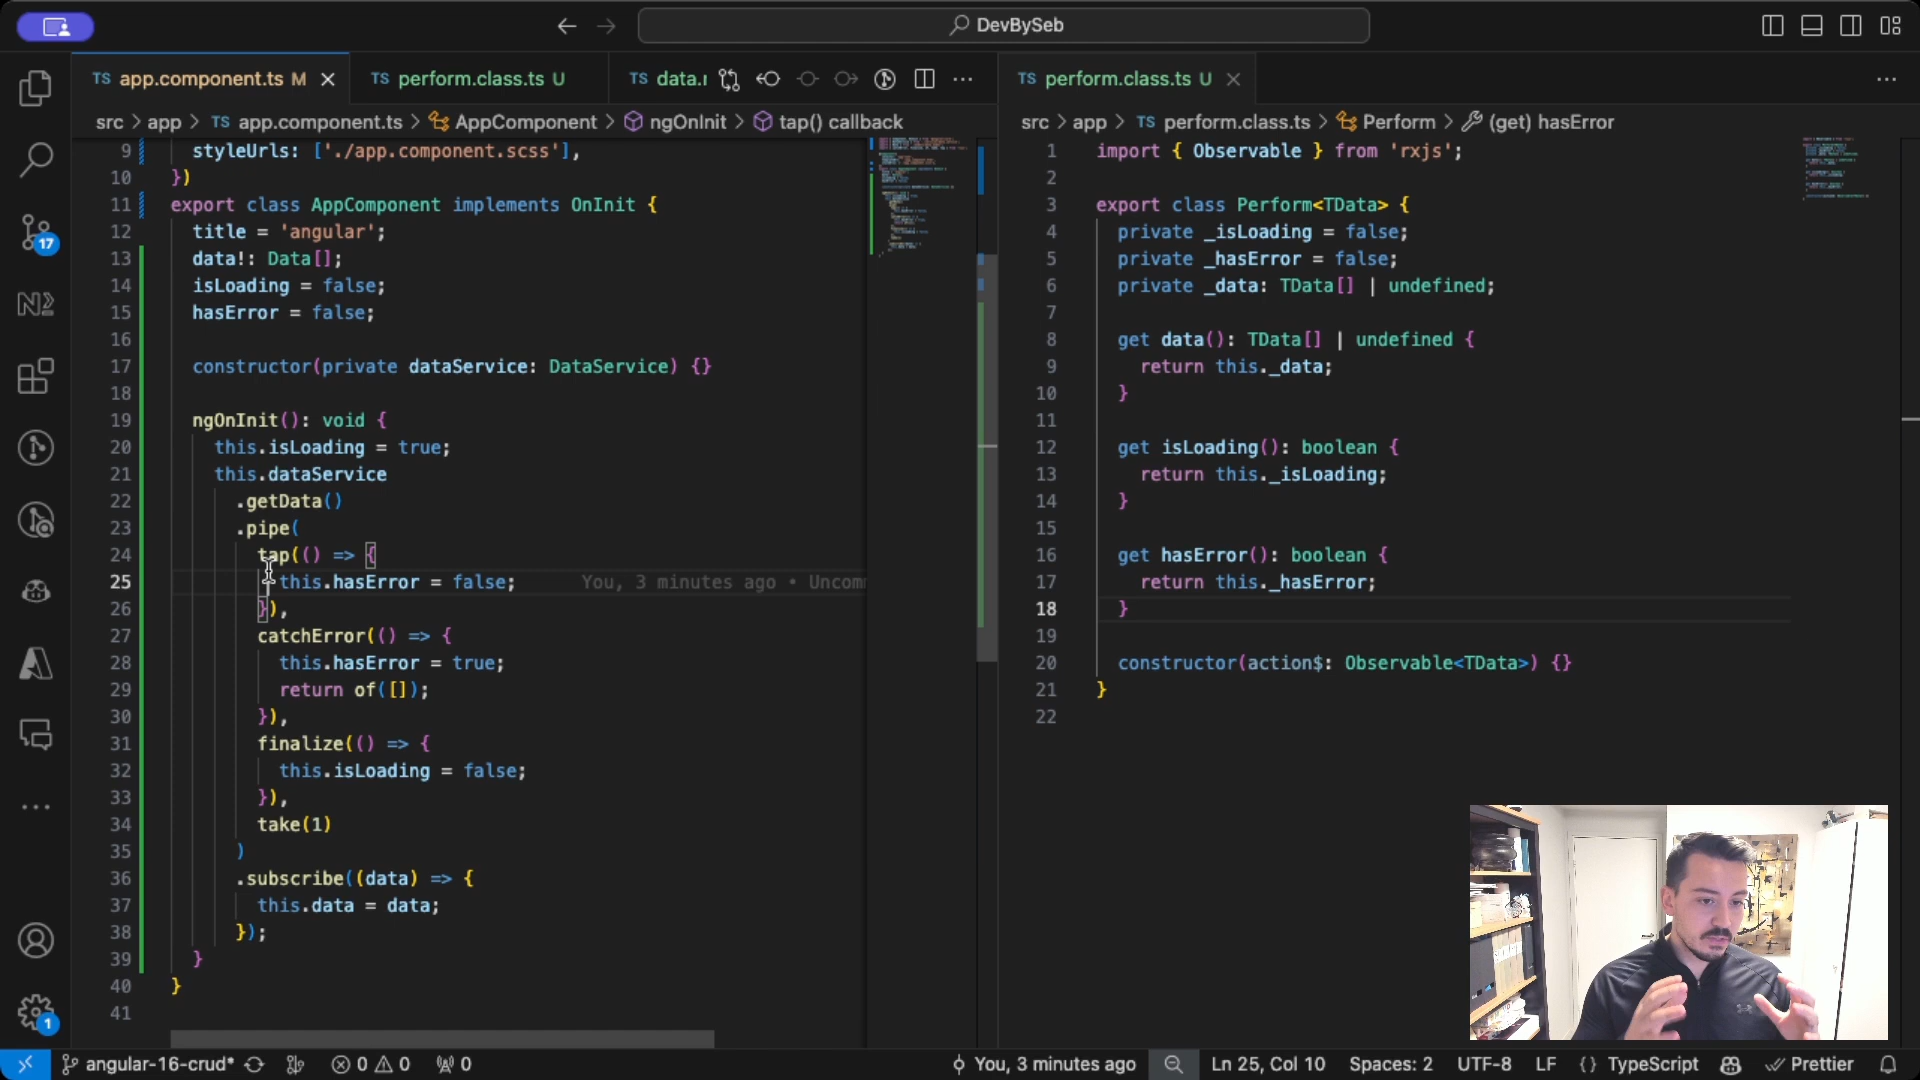 DevBySeb
TS app.component.ts M
TS perform.class.ts U
TS data.r
TS perform.class.ts U
src > app > TS app.component.ts > AppComponent > ngOnInit > tap() callback
src > app > TS perform.class.ts > Perform > (get) hasError
9 styleUrls: ['./app.component.scss'],
10 })
11 export class AppComponent implements OnInit {
12 title = 'angular';
13 data!: Data[];
14 isLoading = false;
15 hasError = false;
16
17 constructor(private dataService: DataService) {}
18
19 ngOnInit(): void {
20 this.isLoading = true;
21 this.dataService
22 .getData()
23 .pipe(
24 tap(() => {
25 this.hasError = false; You, 3 minutes ago • Uncom
26 }),
27 catchError(() => {
28 this.hasError = true;
29 return of([]);
30 }),
31 finalize(() => {
32 this.isLoading = false;
33 }),
34 take(1)
35 )
36 .subscribe((data) => {
37 this.data = data;
38 });
39 }
40 }
41
1 import { Observable } from 'rxjs';
2
3 export class Perform<TData> {
4 private _isLoading = false;
5 private _hasError = false;
6 private _data: TData[] | undefined;
7
8 get data(): TData[] | undefined {
9 return this._data;
10 }
11
12 get isLoading(): boolean {
13 return this._isLoading;
14 }
15
16 get hasError(): boolean {
17 return this._hasError;
18 }
19
20 constructor(action$: Observable<TData>) {}
21 }
22
17
1
angular-16-crud* 0 0 0 You, 3 minutes ago Ln 25, Col 10 Spaces: 2 UTF-8 LF {} TypeScript Prettier